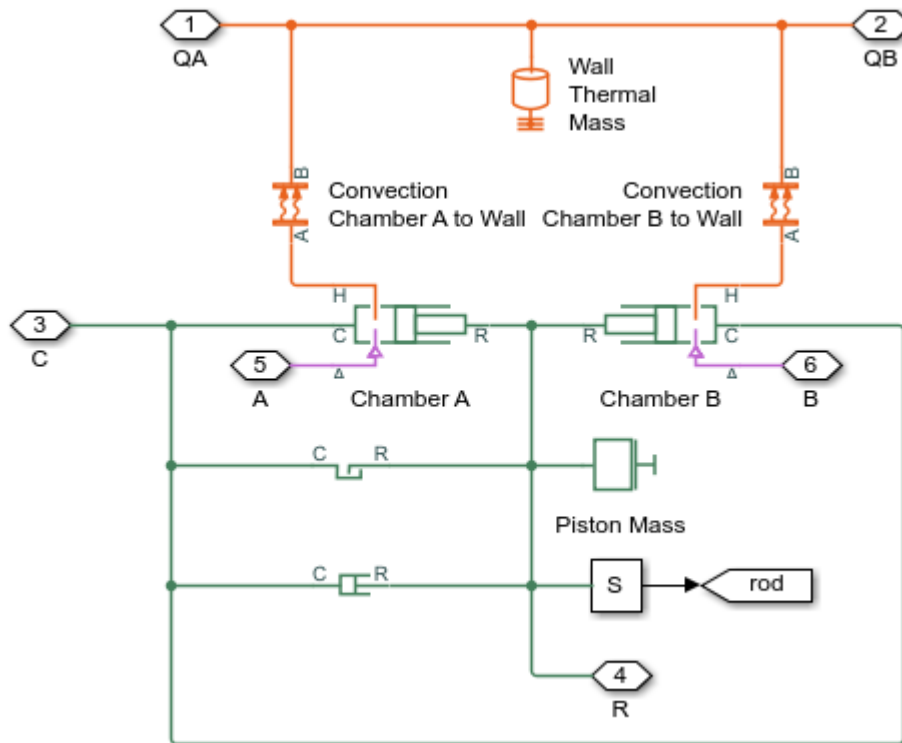 1
QA
2
QB
Wall
Thermal
Mass
B
Convection
Chamber A to Wall
A
Convection
Chamber B to Wall
B
A
H
H
3
C
C
R
R
C
5
A
A
Chamber A
Chamber B
A
6
B
C
R
Piston Mass
C
R
S
rod
4
R